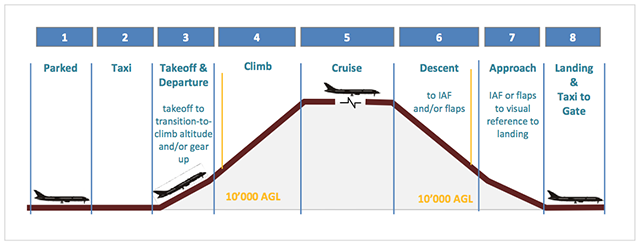 1
2
3
4
5
6
7
8
Parked
Taxi
Takeoff &
Departure
takeoff to
transition-to-
climb altitude
and/or gear
up
Climb
Cruise
Descent
to IAF
and/or flaps
Approach
IAF or flaps
to visual
reference to
landing
Landing
&
Taxi to
Gate
10’000 AGL
10’000 AGL